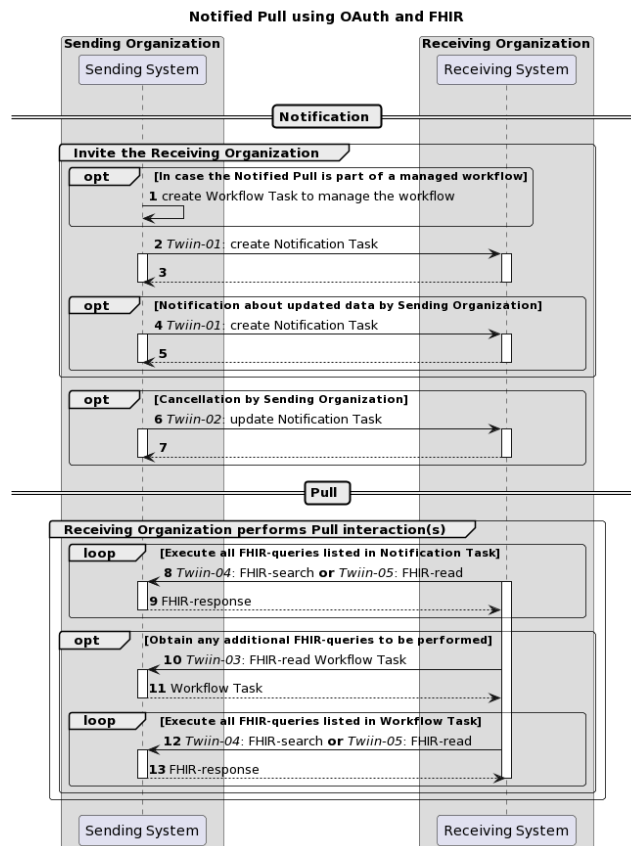 Notified Pull using OAuth and FHIR
Sending Organization
Receiving Organization
Sending System
Receiving System
Notification
Invite the Receiving Organization
opt [In case the Notified Pull is part of a managed workflow]
1 create Workflow Task to manage the workflow
2 Twiin-01: create Notification Task
3
opt [Notification about updated data by Sending Organization]
4 Twiin-01: create Notification Task
5
opt [Cancellation by Sending Organization]
6 Twiin-02: update Notification Task
7
Pull
Receiving Organization performs Pull interaction(s)
loop [Execute all FHIR-queries listed in Notification Task]
8 Twiin-04: FHIR-search or Twiin-05: FHIR-read
9 FHIR-response
opt [Obtain any additional FHIR-queries to be performed]
10 Twiin-03: FHIR-read Workflow Task
11 Workflow Task
loop [Execute all FHIR-queries listed in Workflow Task]
12 Twiin-04: FHIR-search or Twiin-05: FHIR-read
13 FHIR-response
Sending System
Receiving System